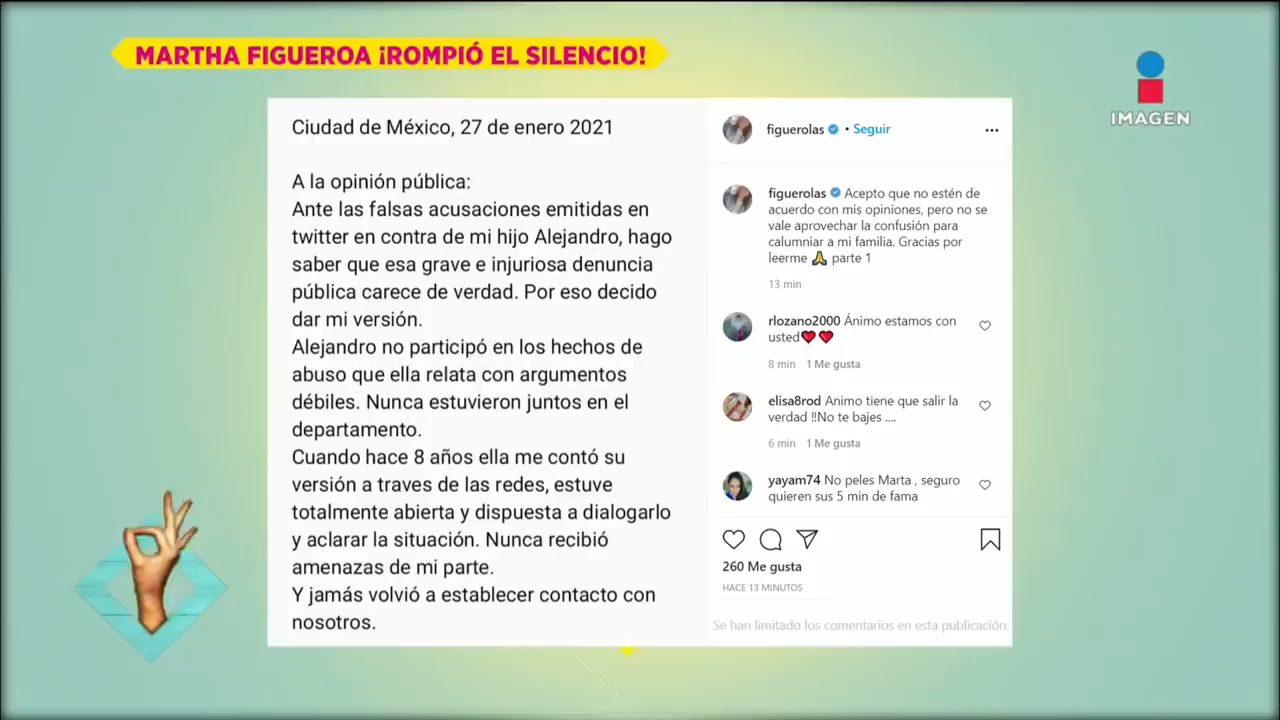 MARTHA FIGUEROA ¡ROMPIÓ EL SILENCIO!
IMAGEN
Ciudad de México, 27 de enero 2021
A la opinión pública:
Ante las falsas acusaciones emitidas en
twitter en contra de mi hijo Alejandro, hago
saber que esa grave e injuriosa denuncia
pública carece de verdad. Por eso decido
dar mi versión.
Alejandro no participó en los hechos de
abuso que ella relata con argumentos
débiles. Nunca estuvieron juntos en el
departamento.
Cuando hace 8 años ella me contó su
versión a traves de las redes, estuve
totalmente abierta y dispuesta a dialogarlo
y aclarar la situación. Nunca recibió
amenazas de mi parte.
Y jamás volvió a establecer contacto con
nosotros.
figuerolas • Seguir
figuerolas Acepto que no estén de
acuerdo con mis opiniones, pero no se
vale aprovechar la confusión para
calumniar a mi familia. Gracias por
leerme 🙏 parte 1
13 min
rlozano2000 Ánimo estamos con
usted❤️❤️
8 min 1 Me gusta
elisa8rod Animo tiene que salir la
verdad !!No te bajes ....
6 min 1 Me gusta
yayam74 No peles Marta , seguro
quieren sus 5 min de fama
260 Me gusta
HACE 13 MINUTOS
Se han limitado los comentarios en esta publicación.